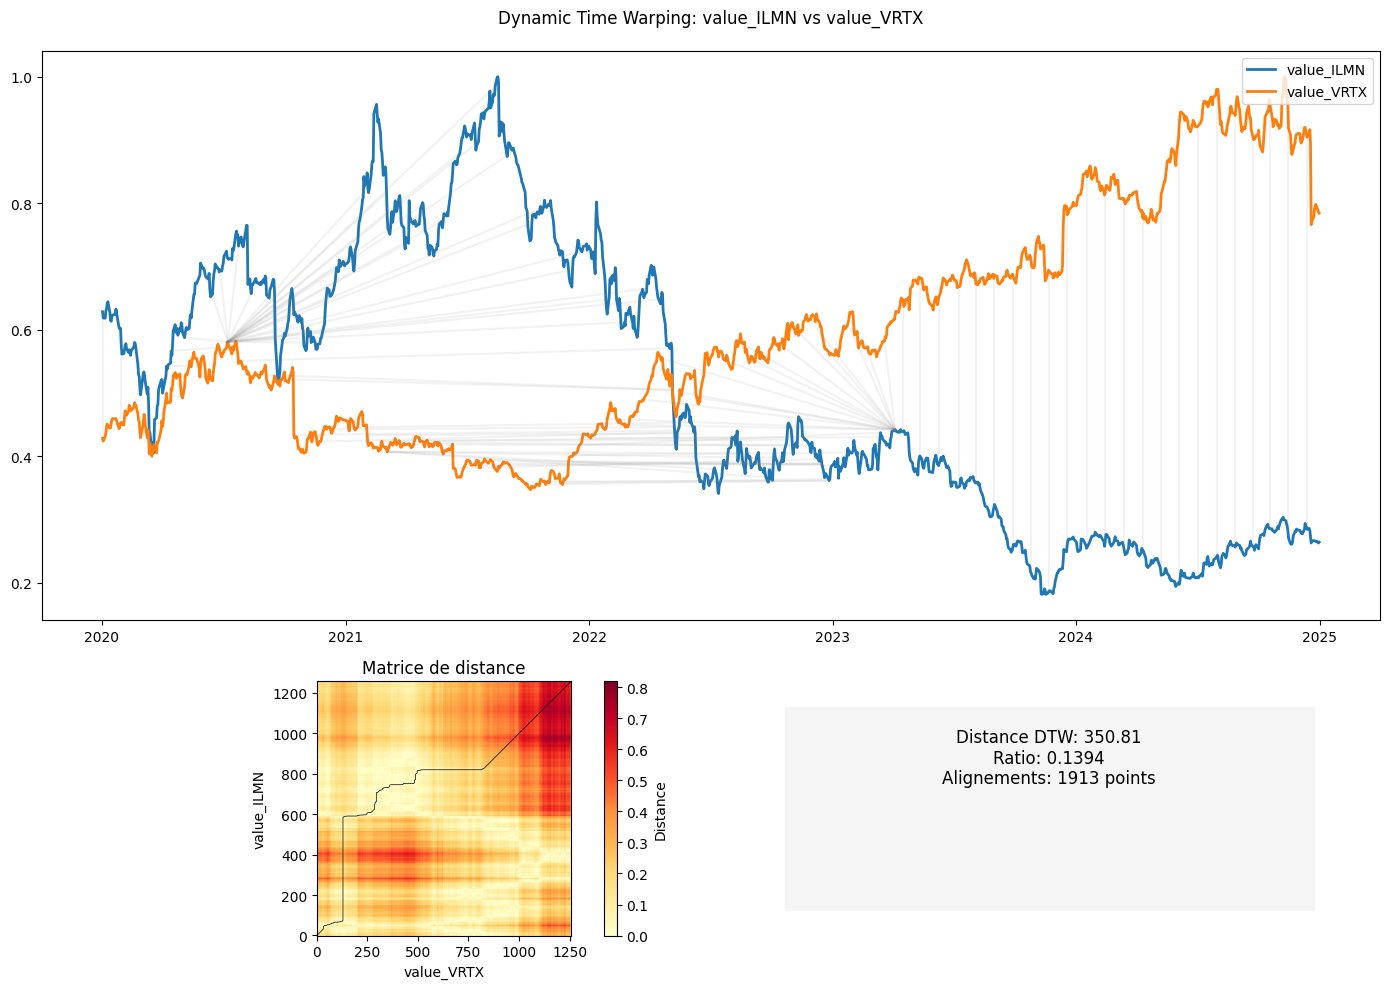 Dynamic Time Warping: value_ILMN vs value_VRTX
value_ILMN
value_VRTX
1.0
0.8
0.6
0.4
0.2
2020 2021 2022 2023 2024 2025
Matrice de distance
value_ILMN
1200
1000
800
600
400
200
0
0 250 500 750 1000 1250
value_VRTX
0.8
0.7
0.6
0.5
0.4
0.3
0.2
0.1
0.0
Distance
Distance DTW: 350.81
Ratio: 0.1394
Alignements: 1913 points